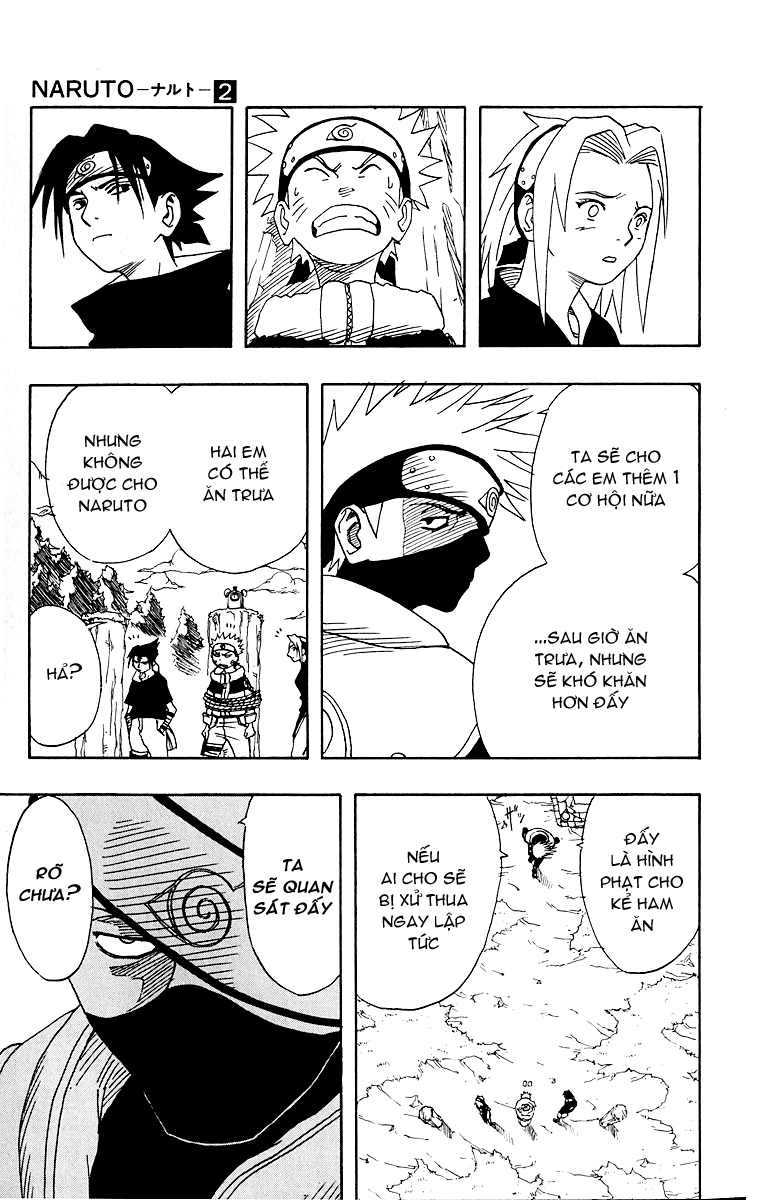 NARUTO—ナルト—2
TA SẼ CHO
CÁC EM THÊM 1
CƠ HỘI NỮA
...SAU GIỜ ĂN
TRƯA, NHƯNG
SẼ KHÓ KHĂN
HƠN ĐẤY
HAI EM
CÓ THỂ
ĂN TRƯA
NHƯNG
KHÔNG
ĐƯỢC CHO
NARUTO
HẢ?
ĐẤY
LÀ HÌNH
PHẠT CHO
KẺ HAM
ĂN
NẾU
AI CHO SẼ
BỊ XỬ THUA
NGAY LẬP
TỨC
TA
SẼ QUAN
SÁT ĐẤY
RÕ
CHƯA?